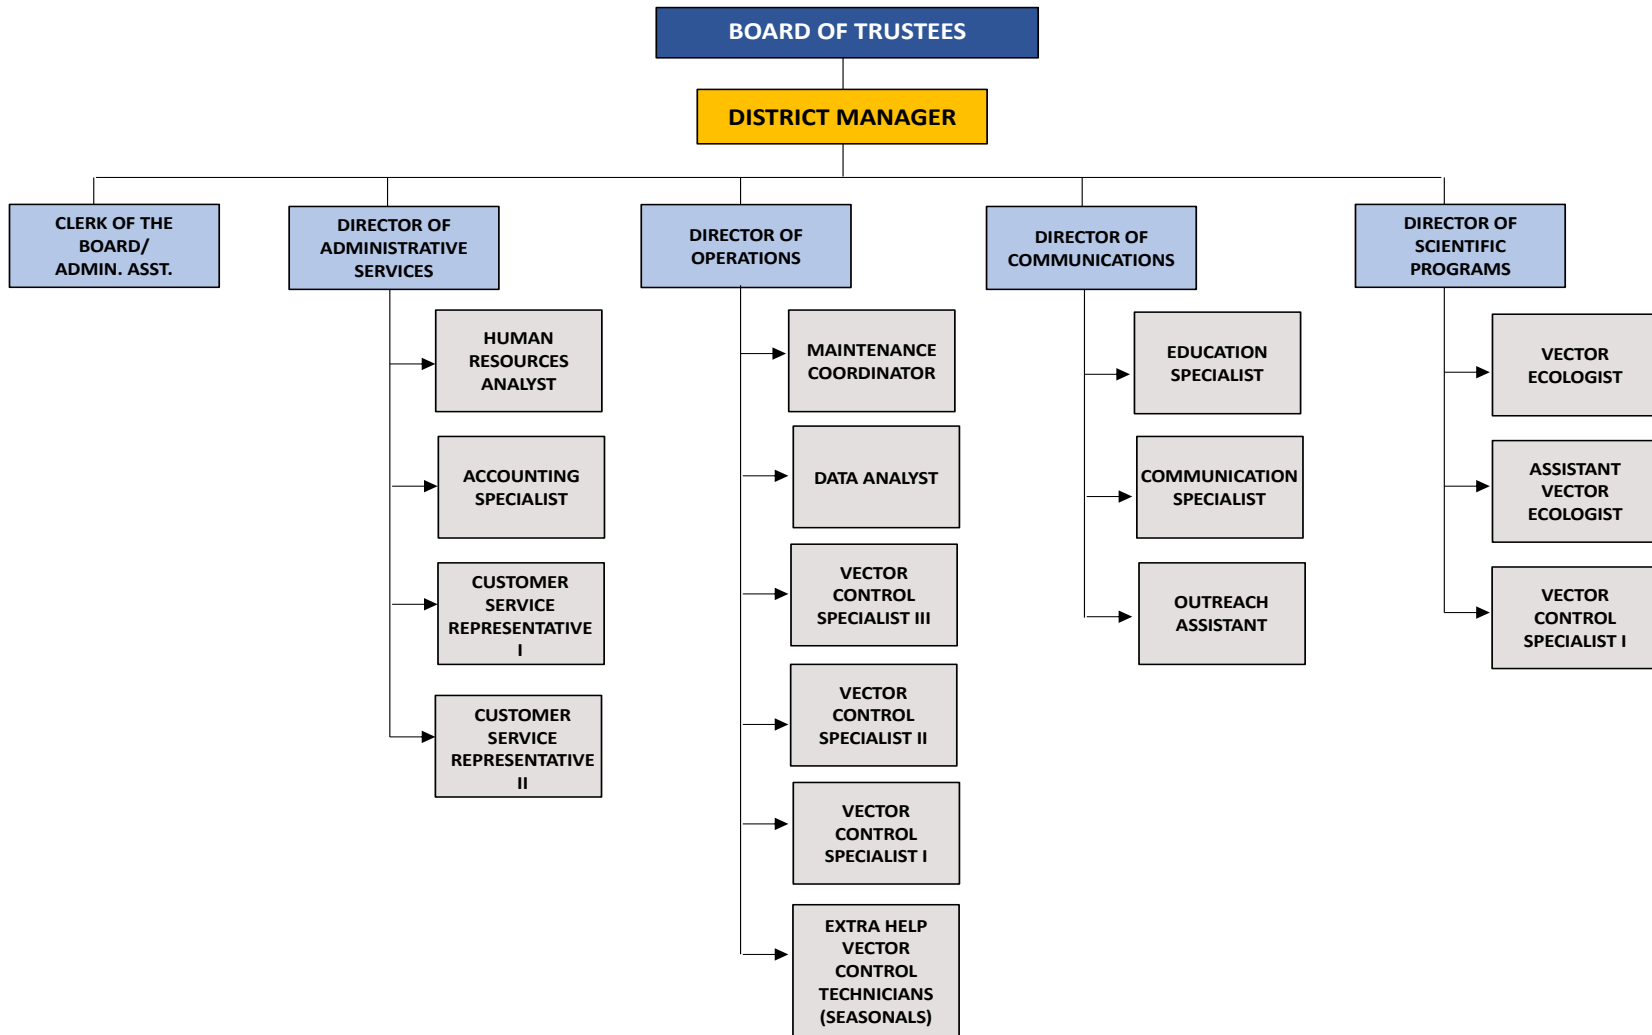 BOARD OF TRUSTEES
DISTRICT MANAGER
CLERK OF THE
BOARD/
ADMIN. ASST.
DIRECTOR OF
ADMINISTRATIVE
SERVICES
HUMAN
RESOURCES
ANALYST
ACCOUNTING
SPECIALIST
CUSTOMER
SERVICE
REPRESENTATIVE
I
CUSTOMER
SERVICE
REPRESENTATIVE
II
DIRECTOR OF
OPERATIONS
MAINTENANCE
COORDINATOR
DATA ANALYST
VECTOR
CONTROL
SPECIALIST III
VECTOR
CONTROL
SPECIALIST II
VECTOR
CONTROL
SPECIALIST I
EXTRA HELP
VECTOR
CONTROL
TECHNICIANS
(SEASONALS)
DIRECTOR OF
COMMUNICATIONS
EDUCATION
SPECIALIST
COMMUNICATION
SPECIALIST
OUTREACH
ASSISTANT
DIRECTOR OF
SCIENTIFIC
PROGRAMS
VECTOR
ECOLOGIST
ASSISTANT
VECTOR
ECOLOGIST
VECTOR
CONTROL
SPECIALIST I